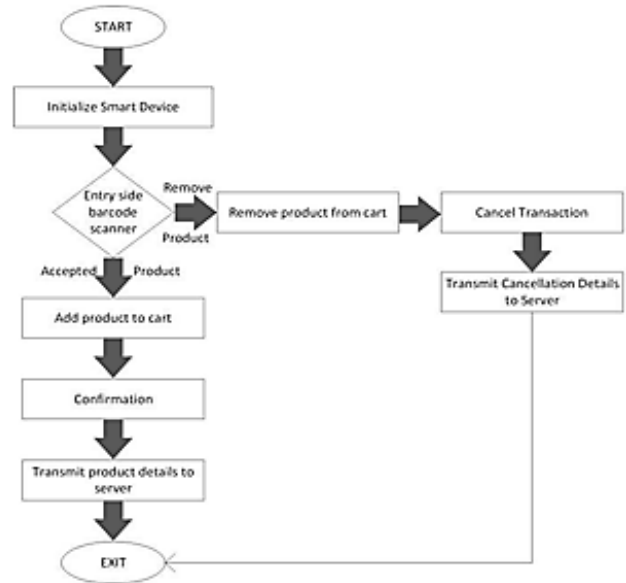 START
Initialize Smart Device
Entry side
barcode
scanner
Remove
Product
Remove product from cart
Cancel Transaction
Transmit Cancellation Details
to Server
Accepted Product
Add product to cart
Confirmation
Transmit product details to
server
EXIT